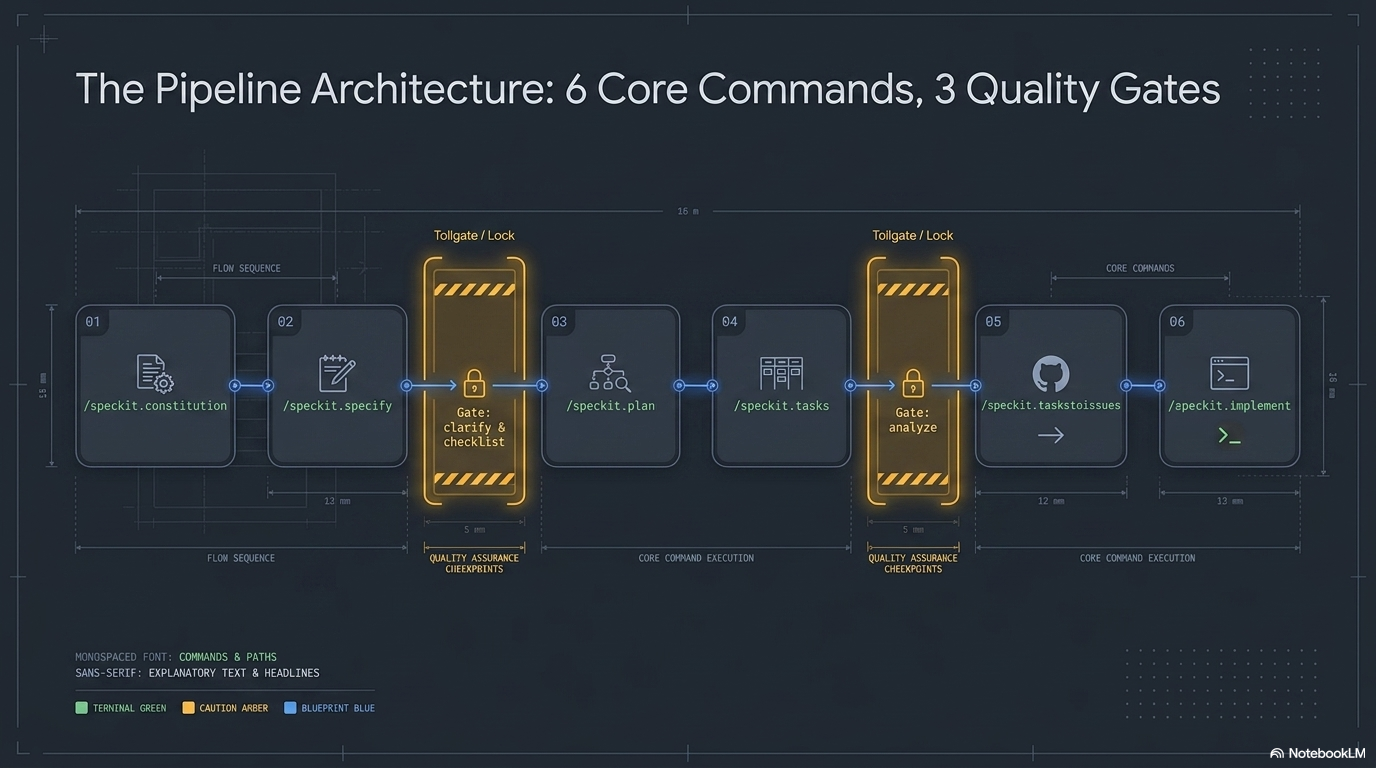 The Pipeline Architecture: 6 Core Commands, 3 Quality Gates
16 m
Tollgate / Lock
Tollgate / Lock
FLOW SEQUENCE
CORE COMMANDS
01
02
03
04
05
06
/speckit.constitution
/speckit.specify
Gate:
clarify &
checklist
/speckit.plan
/speckit.tasks
Gate:
analyze
/speckit.taskstoissues
/apeckit.implement
>_
13 mm
5 mm
5 mm
12 mm
13 mm
FLOW SEQUENCE
QUALITY ASSURANCE
CORE COMMAND EXECUTION
QUALITY ASSURANCE
CORE COMMAND EXECUTION
MONOSPACED FONT: COMMANDS & PATHS
SANS-SERIF: EXPLANATORY TEXT & HEADLINES
TERNINAL GREEN
CAUTION ARBER
BLUEPRINT BLUE
NotebookLM